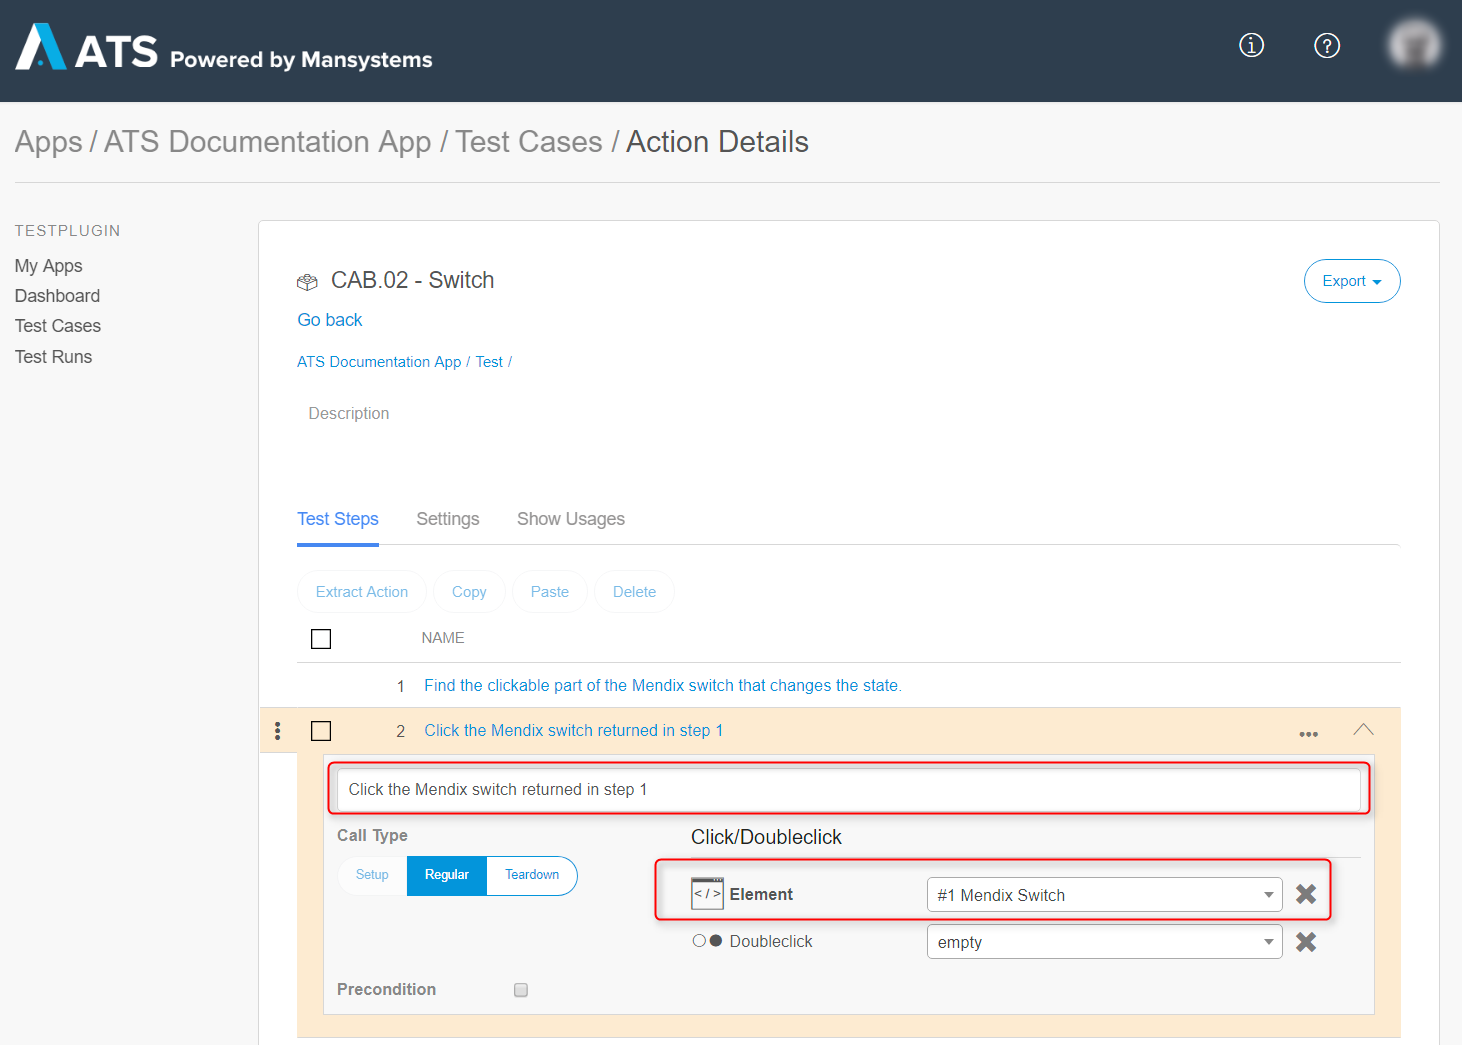 ATS Powered by Mansystems
Apps / ATS Documentation App / Test Cases / Action Details
TESTPLUGIN
My Apps
Dashboard
Test Cases
Test Runs
CAB.02 - Switch
Export
Go back
ATS Documentation App / Test /
Description
Test Steps Settings Show Usages
Extract Action Copy Paste Delete
NAME
1 Find the clickable part of the Mendix switch that changes the state.
2 Click the Mendix switch returned in step 1
Click the Mendix switch returned in step 1
Call Type
Click/Doubleclick
Setup Regular Teardown
</> Element #1 Mendix Switch
Doubleclick empty
Precondition